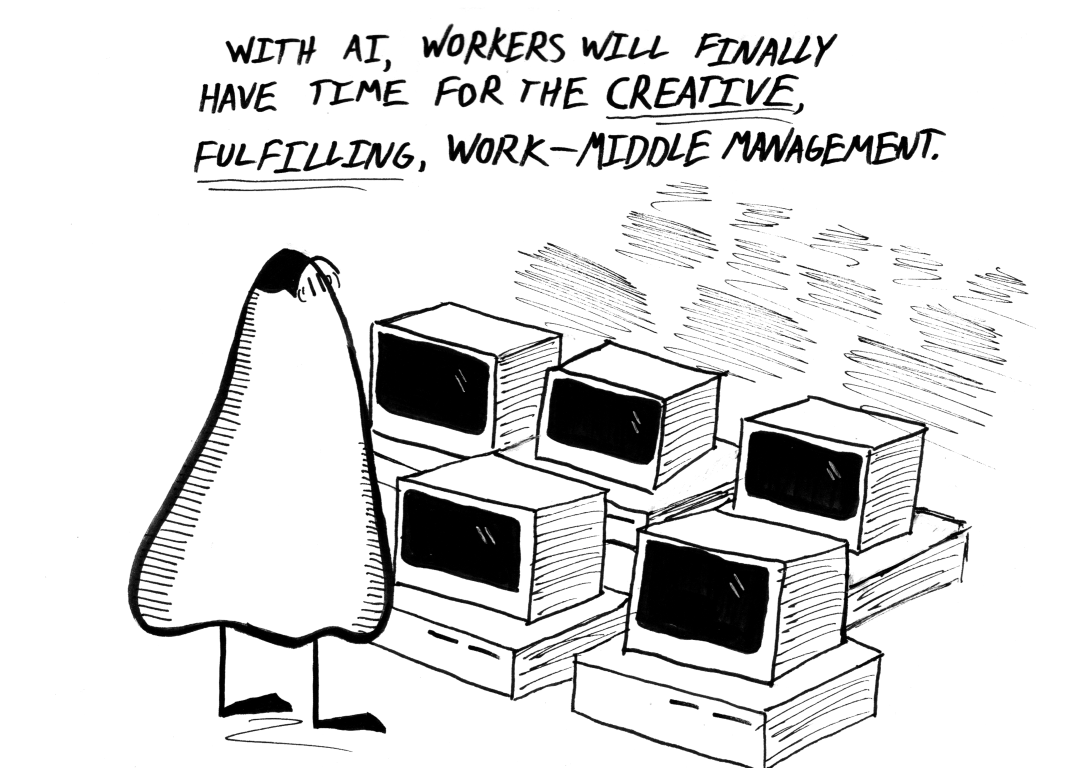 WITH AI, WORKERS WILL FINALLY
HAVE TIME FOR THE CREATIVE,
FULFILLING, WORK—MIDDLE MANAGEMENT.